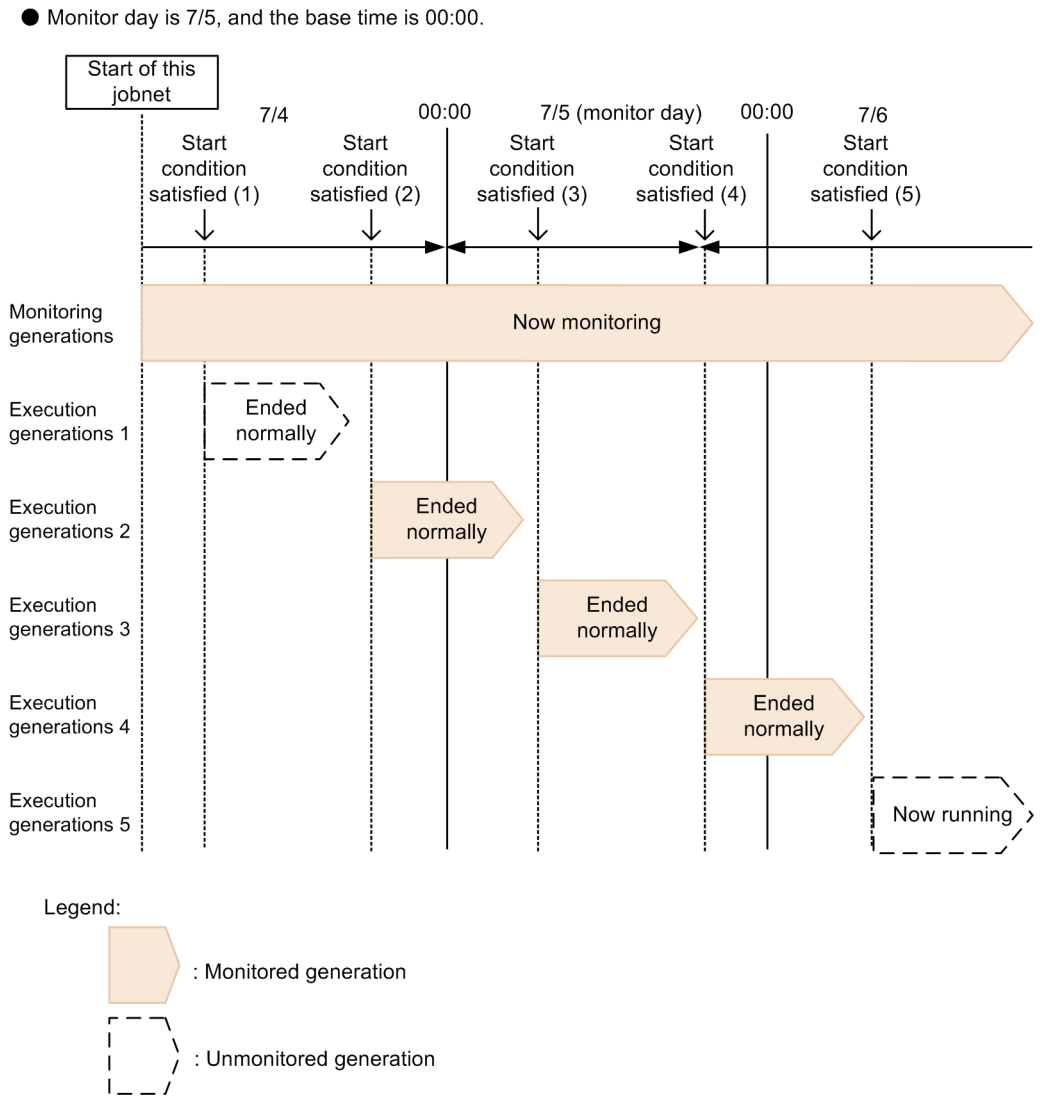 ● Monitor day is 7/5, and the base time is 00:00.
Start of this
jobnet
7/4
00:00
7/5 (monitor day)
00:00
7/6
Start
condition
satisfied (1)
Start
condition
satisfied (2)
Start
condition
satisfied (3)
Start
condition
satisfied (4)
Start
condition
satisfied (5)
Monitoring
generations
Now monitoring
Execution
generations 1
Ended
normally
Execution
generations 2
Ended
normally
Execution
generations 3
Ended
normally
Execution
generations 4
Ended
normally
Execution
generations 5
Now running
Legend:
: Monitored generation
: Unmonitored generation